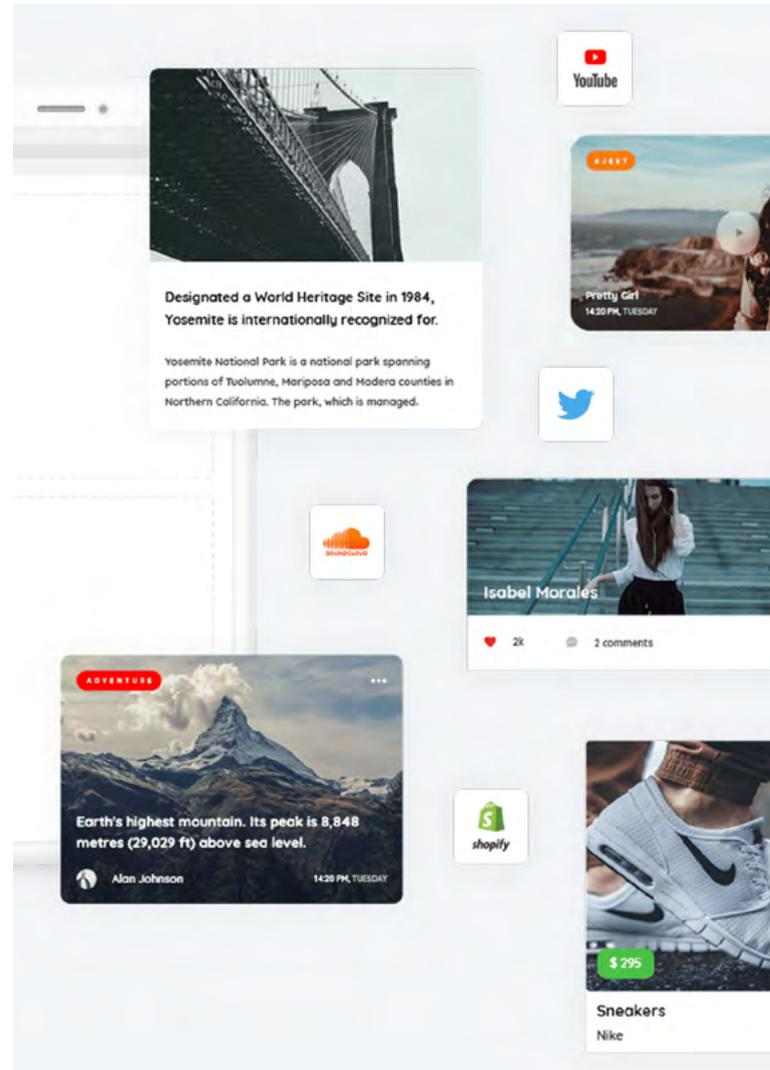 YouTube
Designated a World Heritage Site in 1984,
Yosemite is internationally recognized for.
Yosemite National Park is a national park spanning
portions of Tuolumne, Mariposa and Madera counties in
Northern California. The park, which is managed.
Pretty Girl
14:20 PM, TUESDAY
SOUNDCLOUD
Isabel Morales
2k
2 comments
ADVENTURE
Earth's highest mountain. Its peak is 8,848
metres (29,029 ft) above sea level.
Alan Johnson
14:20 PM, TUESDAY
S
shopify
$ 295
Sneakers
Nike